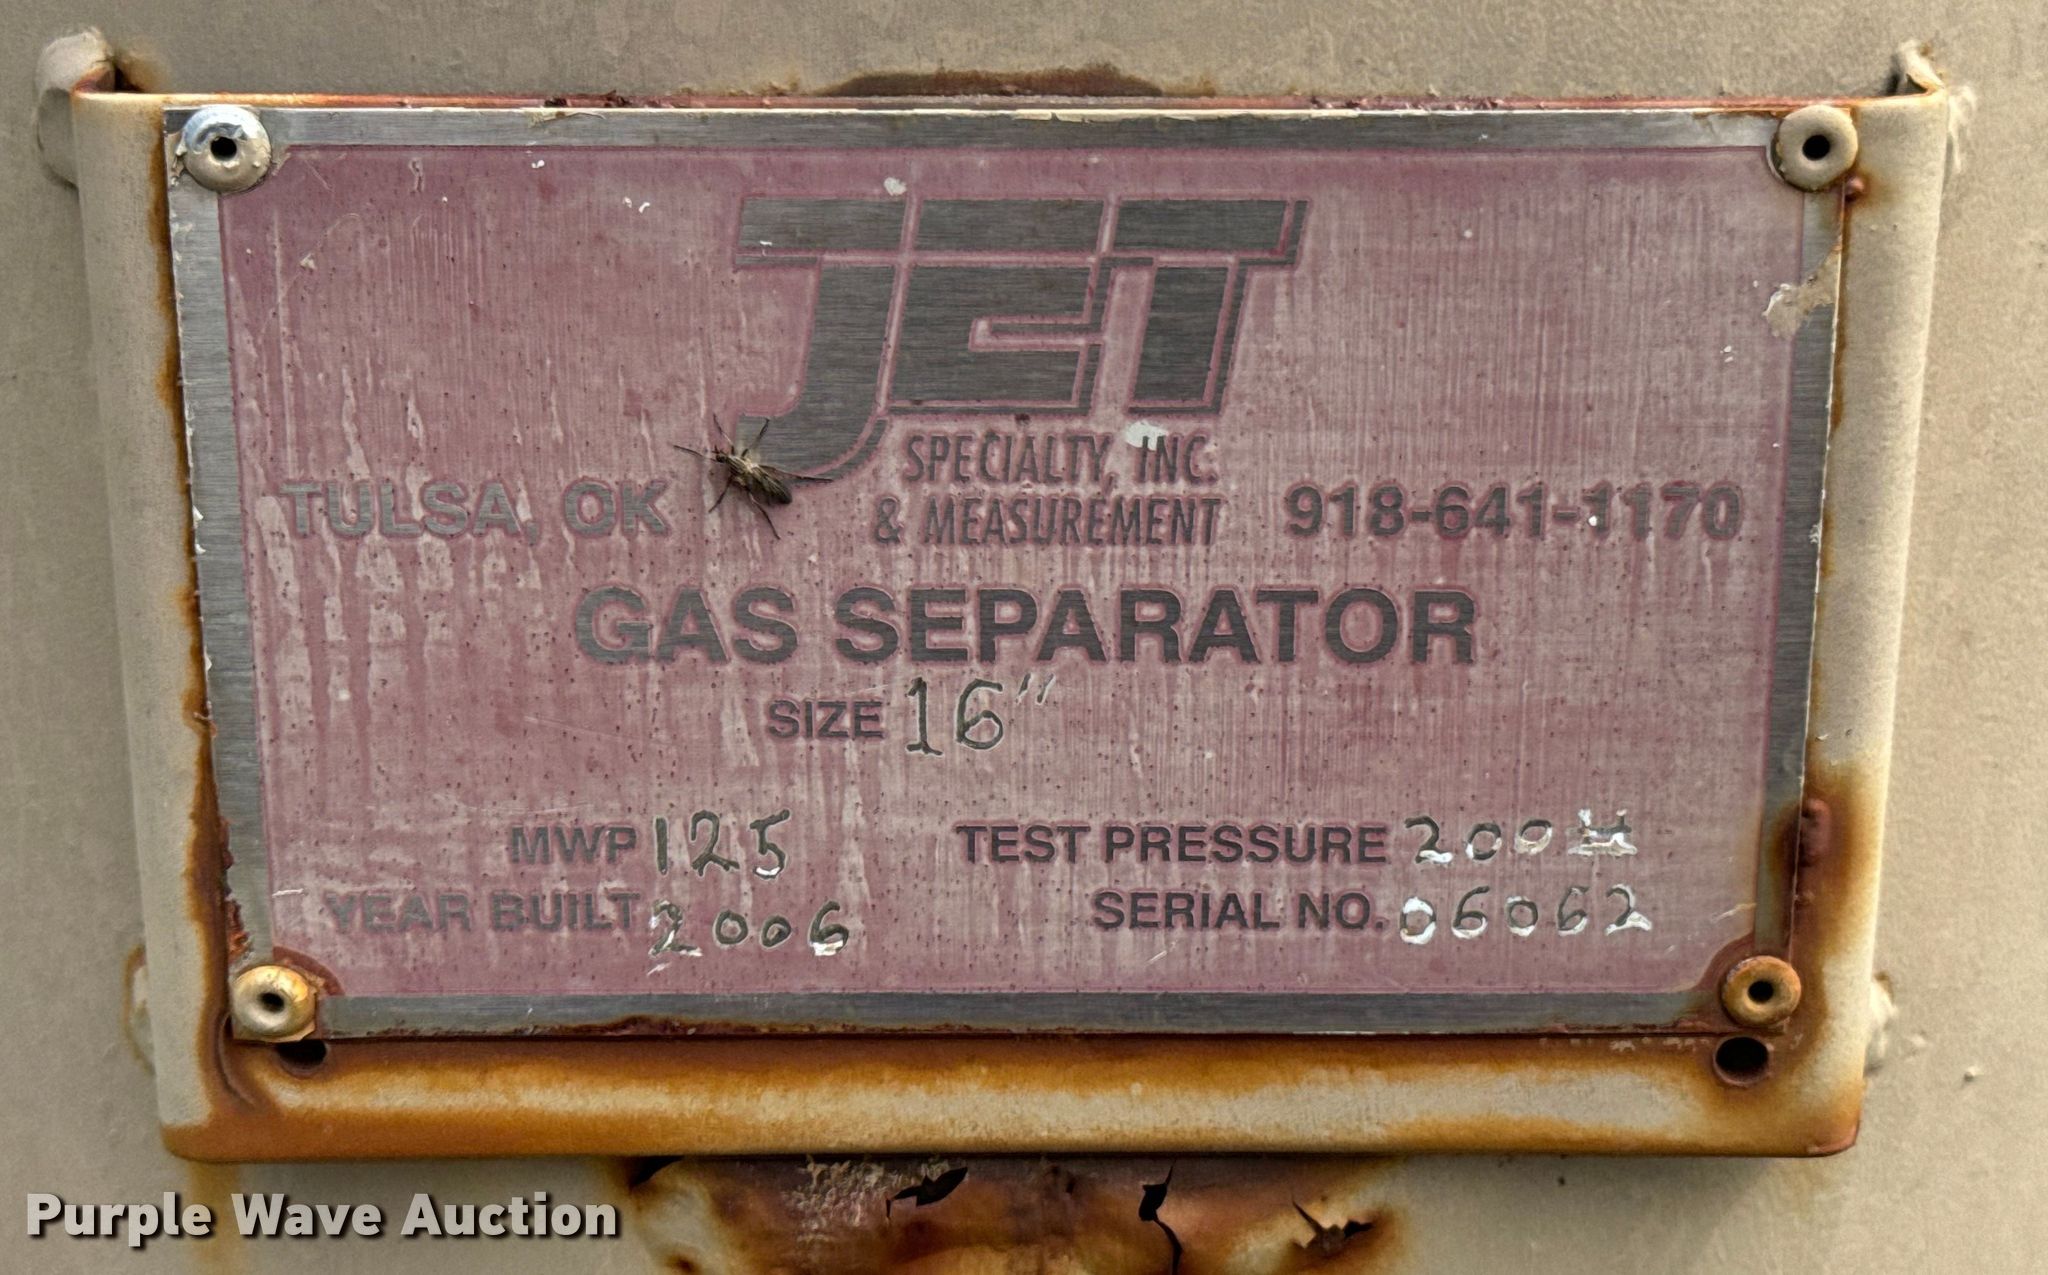 JET
SPECIALTY, INC.
& MEASUREMENT
TULSA, OK
918-641-1170
GAS SEPARATOR
SIZE 16"
MWP 125
TEST PRESSURE 200#
YEAR BUILT 2006
SERIAL NO. 06062
Purple Wave Auction